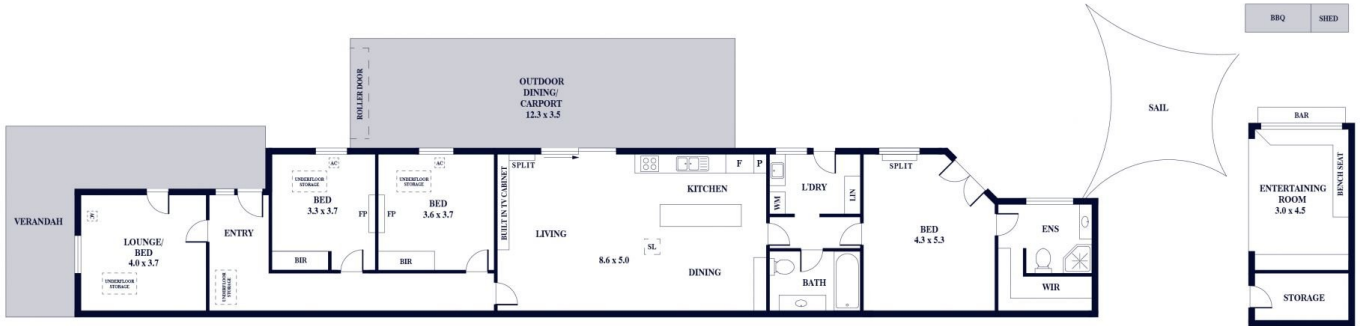 BBQ
SHED
ROLLER DOOR
OUTDOOR
DINING/
CARPORT
12.3 x 3.5
SAIL
BAR
VERANDAH
AC
UNDERFLOOR
STORAGE
BED
3.3 x 3.7
FP
BIR
AC
UNDERFLOOR
STORAGE
BED
3.6 x 3.7
FP
BIR
LOUNGE/
BED
4.0 x 3.7
UNDERFLOOR
STORAGE
ENTRY
UNDERFLOOR
STORAGE
BUILT IN TV CABINET
SPLIT
LIVING
8.6 x 5.0
SL
KITCHEN
F
P
DINING
L'DRY
WM
LIN
BATH
SPLIT
BED
4.3 x 5.3
ENS
WIR
BENCH SEAT
ENTERTAINING
ROOM
3.0 x 4.5
STORAGE